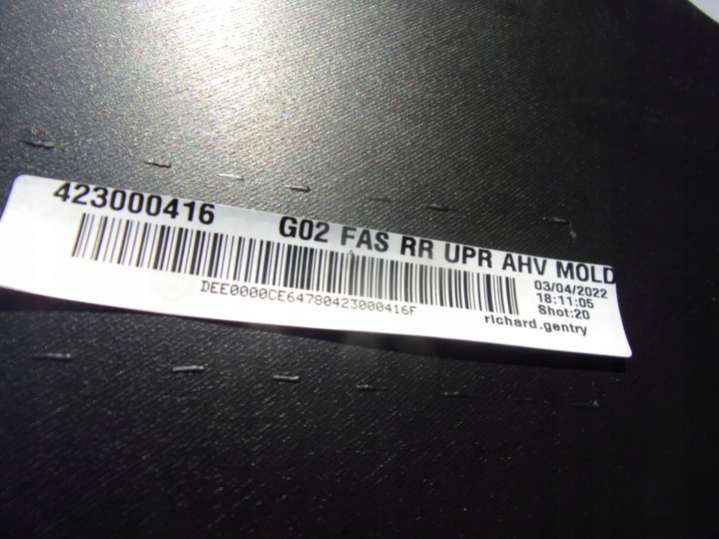 423000416 G02 FAS RR UPR AHV MOLD
03/04/2022
18:11:05
Shot:20
DEE0000CE64780423000416F
richard.gentry